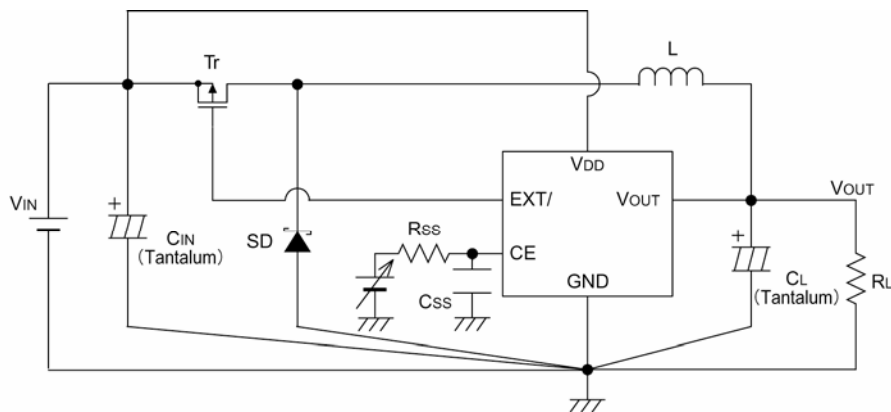 Tr
L
VDD
EXT/
VOUT
VOUT
VIN
+
CIN
(Tantalum)
SD
RSS
CE
CSS
GND
+
CL
(Tantalum)
RL